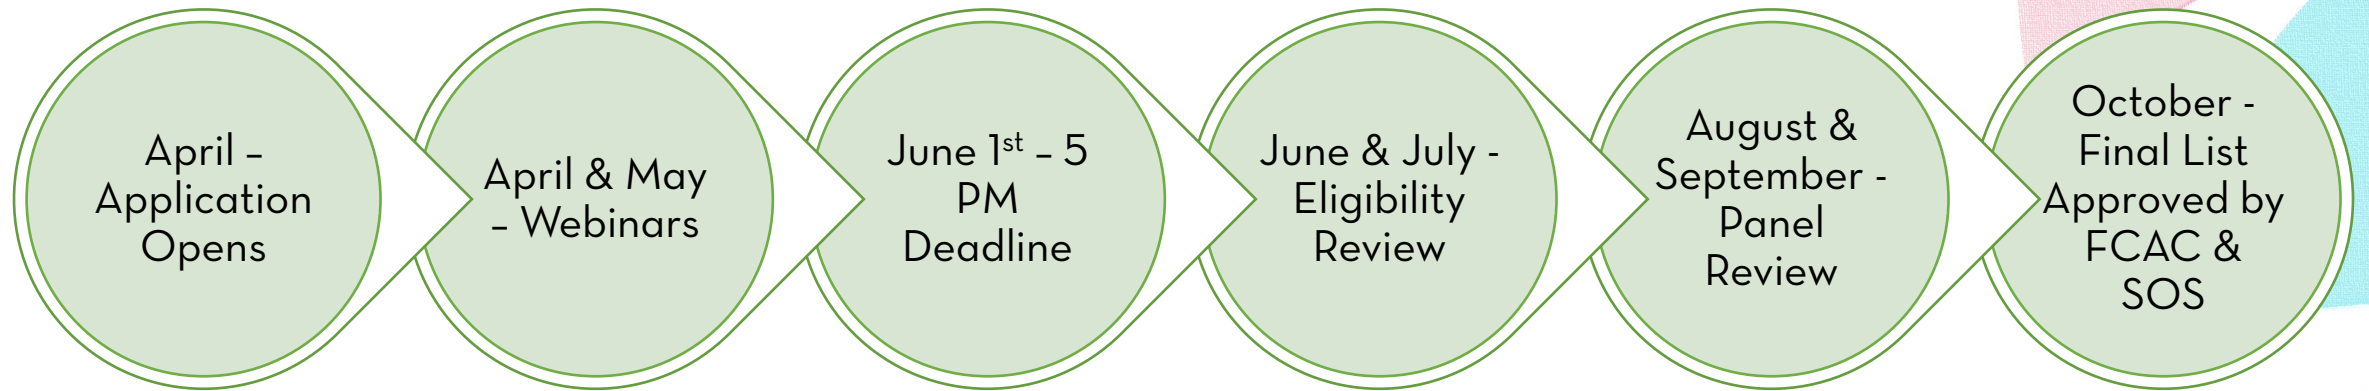 April –
Application
Opens
April & May
– Webinars
June 1st – 5
PM
Deadline
June & July -
Eligibility
Review
August &
September -
Panel
Review
October -
Final List
Approved by
FCAC &
SOS